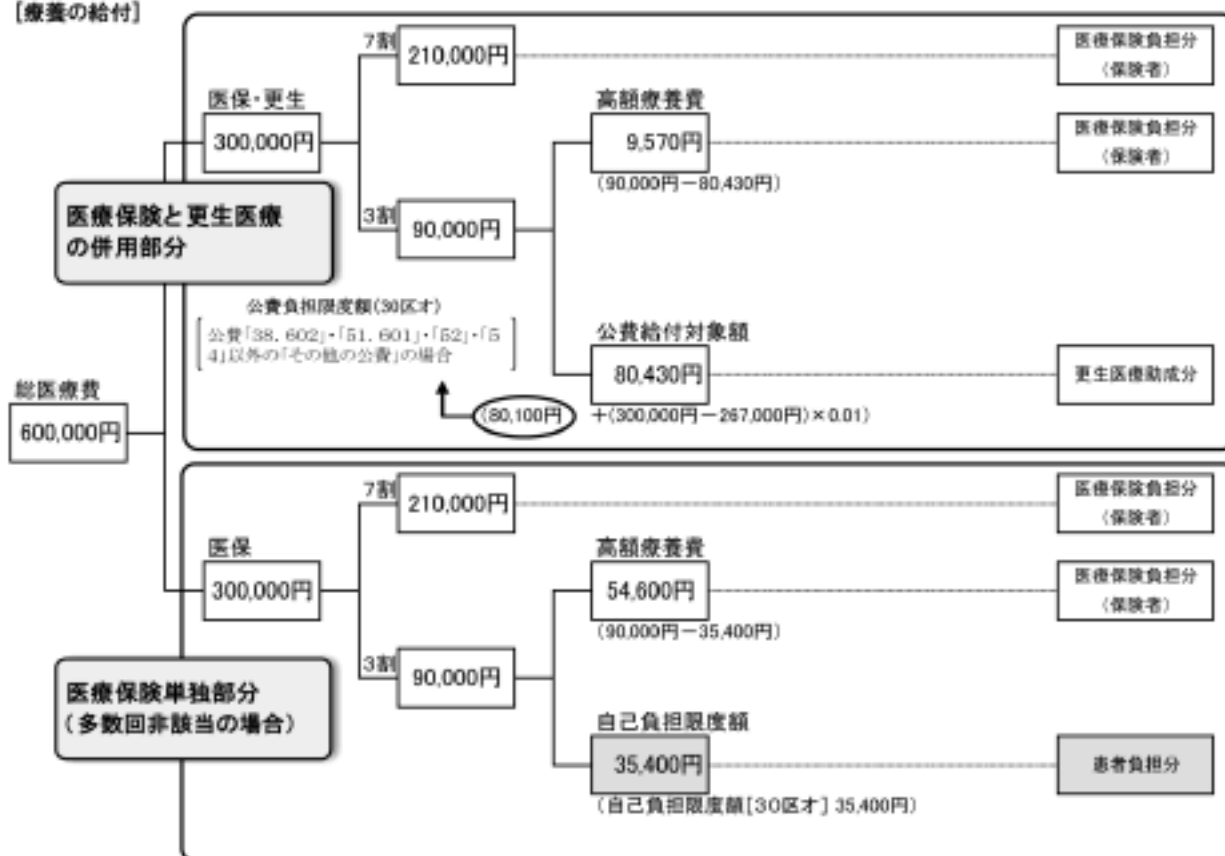 [療養の給付]
7割
210,000円
医療保険負担分
(保険者)
医保・更生
300,000円
高額療養費
9,570円
(90,000円－80,430円)
医療保険負担分
(保険者)
医療保険と更生医療
の併用部分
3割
90,000円
公費負担限度額(30区オ)
公費「38. 602」・「51. 601」・「52」・「5
4」以外の「その他の公費」の場合
公費給付対象額
80,430円
更生医療助成分
(80,100円
＋(300,000円－267,000円)×0.01)
総医療費
600,000円
7割
210,000円
医療保険負担分
(保険者)
医保
300,000円
高額療養費
54,600円
(90,000円－35,400円)
医療保険負担分
(保険者)
3割
90,000円
医療保険単独部分
(多数回非該当の場合)
自己負担限度額
35,400円
患者負担分
(自己負担限度額[30区オ] 35,400円)